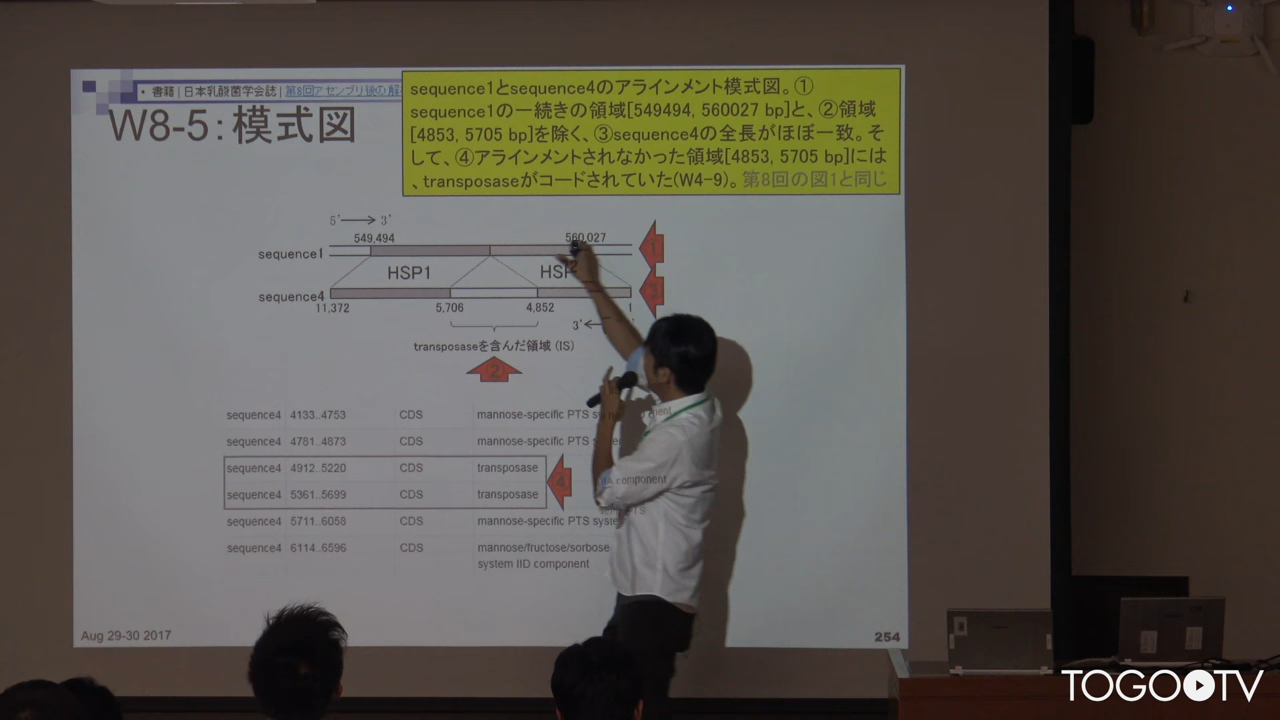 ・ 書籍 | 日本乳酸菌学会誌 | 第8回アセンブリ後の解
W8-5：模式図
sequence1とsequence4のアラインメント模式図。①
sequence1の一続きの領域[549494, 560027 bp]と、②領域
[4853, 5705 bp]を除く、③sequence4の全長がほぼ一致。そ
して、④アラインメントされなかった領域[4853, 5705 bp]には
、transposaseがコードされていた(W4-9)。第8回の図1と同じ
5' 3'
549,494 560,027
sequence1 1
HSP1
sequence4 3
11,372 5,706 4,852 1
3'
transposaseを含んだ領域 (IS)
2
sequence4 4133..4753 CDS mannose-specific PTS
sequence4 4781..4873 CDS mannose-specific PTS
sequence4 4912..5220 CDS transposase
4
component
sequence4 5361..5699 CDS transposase
sequence4 5711..6058 CDS mannose-specific PTS
sequence4 6114..6596 CDS mannose/fructose/sorbose
system IID component
Aug 29-30 2017
254
TOGO TV